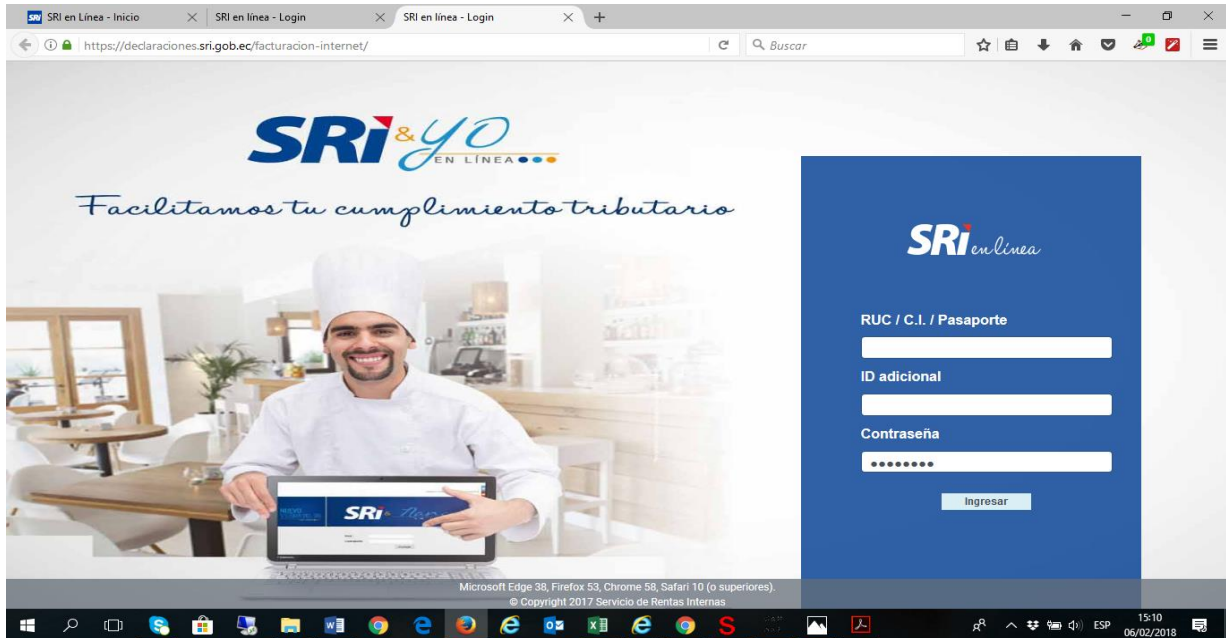 SRI en Línea - Inicio
SRI en línea - Login
SRI en línea - Login
https://declaraciones.sri.gob.ec/facturacion-internet/
Buscar
SRi & yo
EN LÍNEA
Facilitamos tu cumplimiento tributario
SRi en línea
RUC / C.I. / Pasaporte
ID adicional
Contraseña
Ingresar
SRi
Microsoft Edge 38, Firefox 53, Chrome 58, Safari 10 (o superiores).
© Copyright 2017 Servicio de Rentas Internas
ESP
15:10
06/02/2018